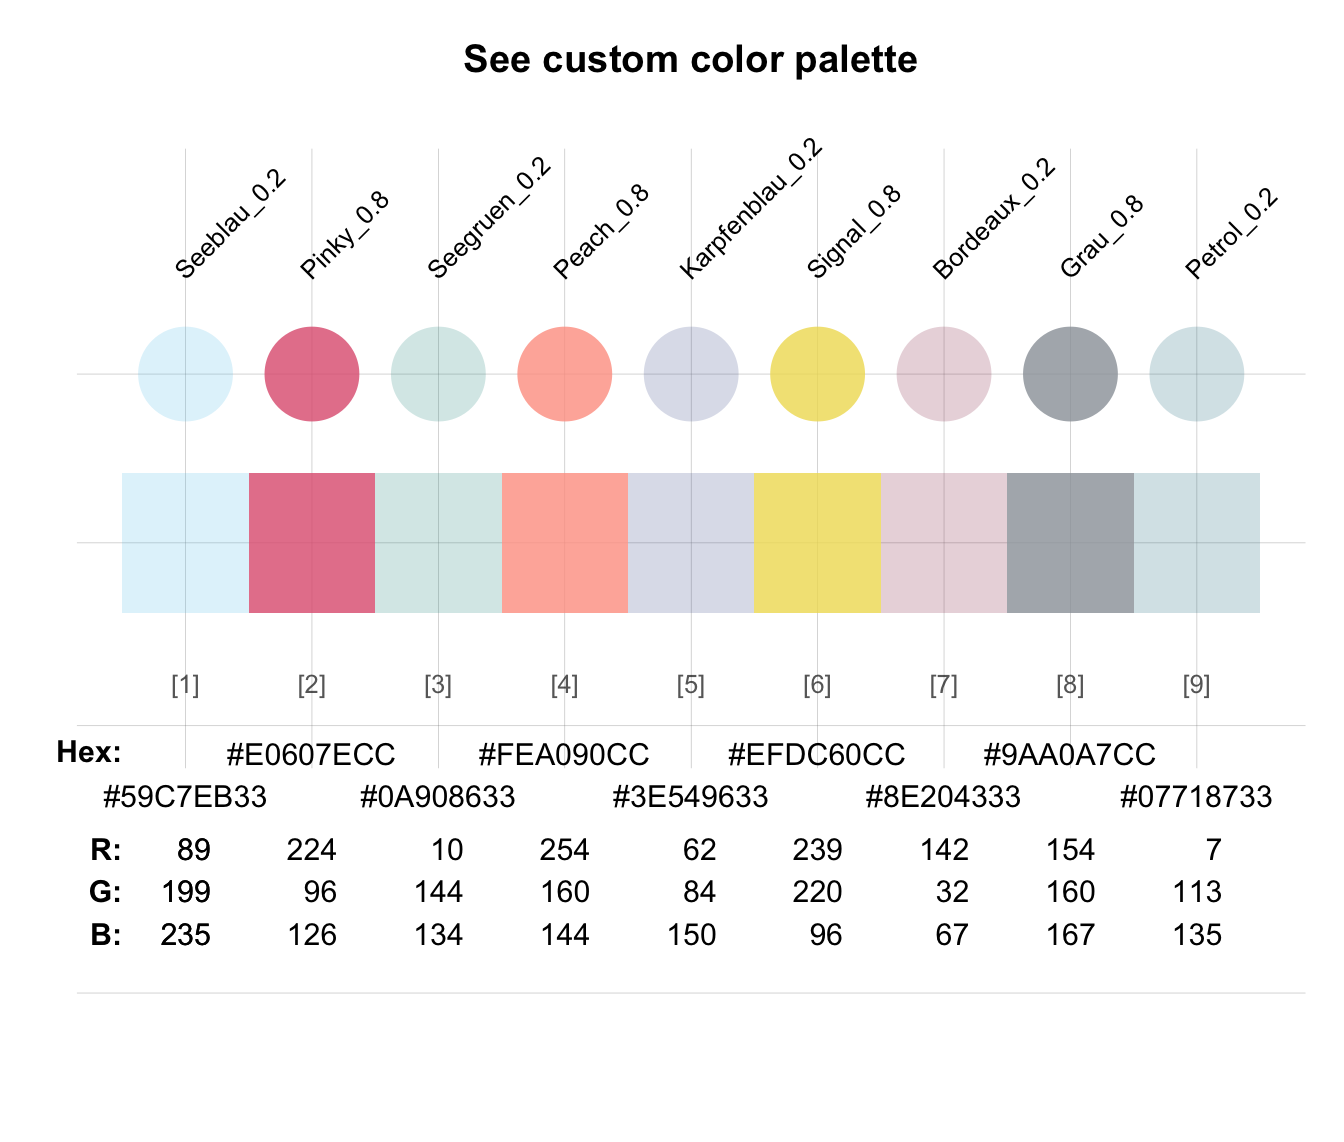 See custom color palette
Seeblau_0.2
Pinky_0.8
Seegruen_0.2
Peach_0.8
Karpfenblau_0.2
Signal_0.8
Bordeaux_0.2
Grau_0.8
Petrol_0.2
[1] [2] [3] [4] [5] [6] [7] [8] [9]
Hex: #E0607ECC #FEA090CC #EFDC60CC #9AA0A7CC
#59C7EB33 #0A908633 #3E549633 #8E204333 #07718733
R: 89 224 10 254 62 239 142 154 7
G: 199 96 144 160 84 220 32 160 113
B: 235 126 134 144 150 96 67 167 135